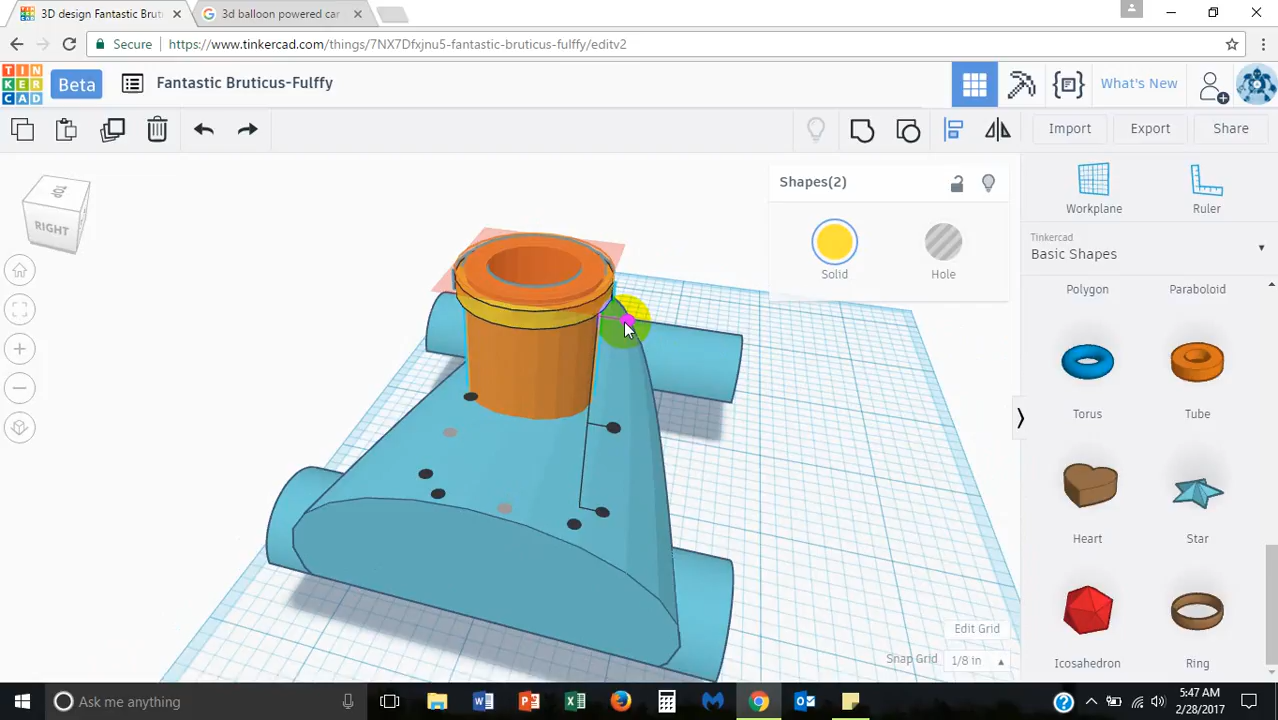 3D design Fantastic Bru
3d balloon powered car
Secure
https://www.tinkercad.com/things/7NX7Dfxjnu5-fantastic-bruticus-fulffy/editv2
TIN
KER
CAD
Beta
Fantastic Bruticus-Fulffy
What's New
Import
Export
Share
TOP
RIGHT
Shapes(2)
Solid
Hole
Workplane
Ruler
Tinkercad
Basic Shapes
Polygon
Paraboloid
Torus
Tube
Heart
Star
Icosahedron
Ring
Edit Grid
Snap Grid
1/8 in
Ask me anything
5:47 AM
2/28/2017